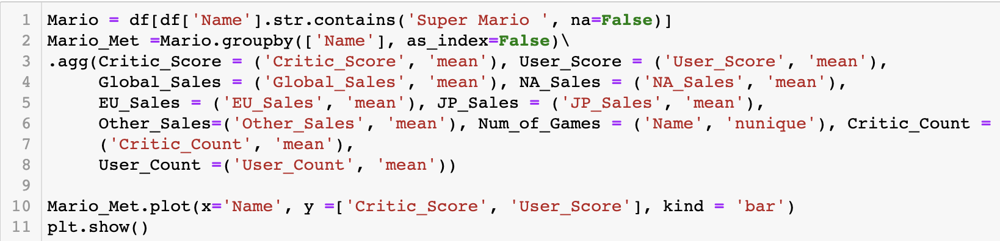 1 Mario = df[df['Name'].str.contains('Super Mario ', na=False)]
2 Mario_Met =Mario.groupby(['Name'], as_index=False)\
3 .agg(Critic_Score = ('Critic_Score', 'mean'), User_Score = ('User_Score', 'mean'),
4      Global_Sales = ('Global_Sales', 'mean'), NA_Sales = ('NA_Sales', 'mean'),
5      EU_Sales = ('EU_Sales', 'mean'), JP_Sales = ('JP_Sales', 'mean'),
6      Other_Sales=('Other_Sales', 'mean'), Num_of_Games = ('Name', 'nunique'), Critic_Count =
7      ('Critic_Count', 'mean'),
8      User_Count =('User_Count', 'mean'))
9
10 Mario_Met.plot(x='Name', y =['Critic_Score', 'User_Score'], kind = 'bar')
11 plt.show()